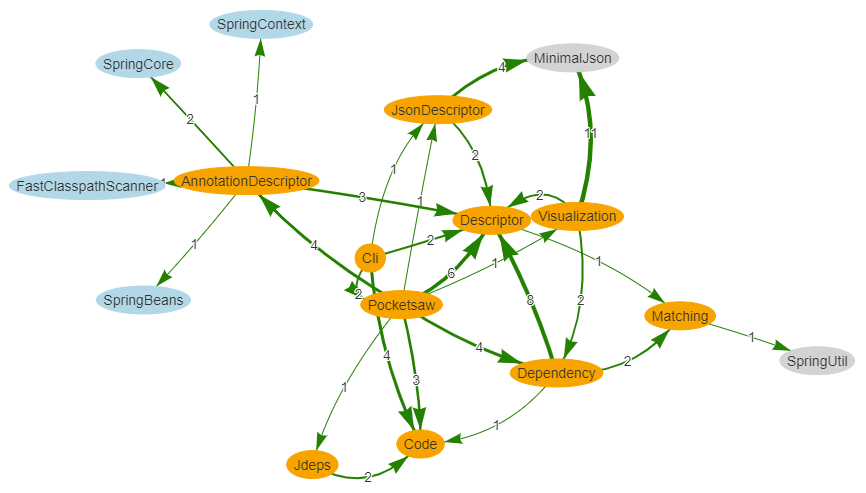 SpringContext
SpringCore
MinimalJson
4
JsonDescriptor
1
2
11
1
2
FastClasspathScanner
1
AnnotationDescriptor
1
3
2
Descriptor
Visualization
4
2
1
Cli
1
6
1
SpringBeans
2
Pocketsaw
8
2
Matching
1
4
4
SpringUtil
2
Dependency
3
1
1
Code
Jdeps
2